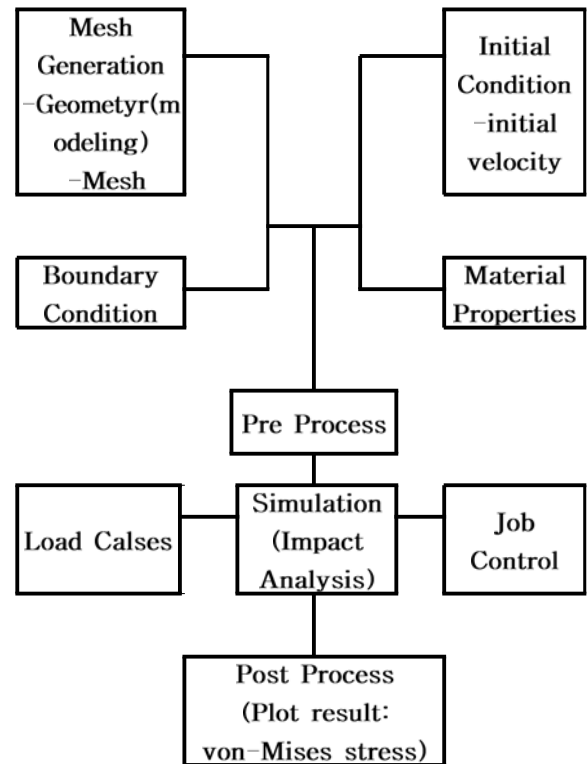 Mesh
Generation
-Geometyr(m
odeling)
-Mesh
Initial
Condition
-initial
velocity
Boundary
Condition
Material
Properties
Pre Process
Load Calses
Simulation
(Impact
Analysis)
Job
Control
Post Process
(Plot result:
von-Mises stress)